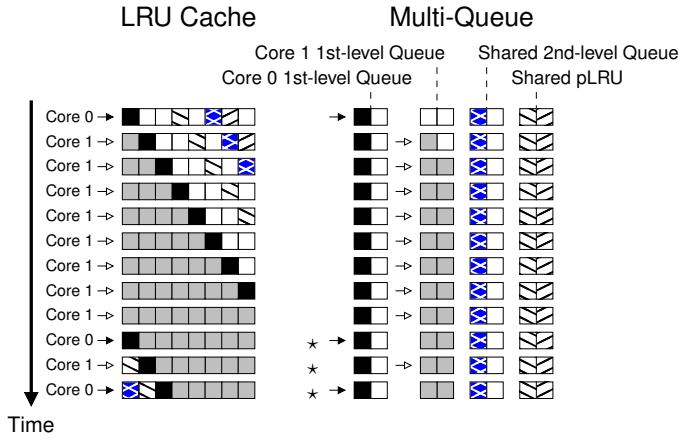 LRU Cache
Multi-Queue
Core 1 1st-level Queue
Shared 2nd-level Queue
Core 0 1st-level Queue
Shared pLRU
Core 0
Core 1
Core 1
Core 1
Core 1
Core 1
Core 1
Core 1
Core 1
Core 0
Core 1
Core 0
Time